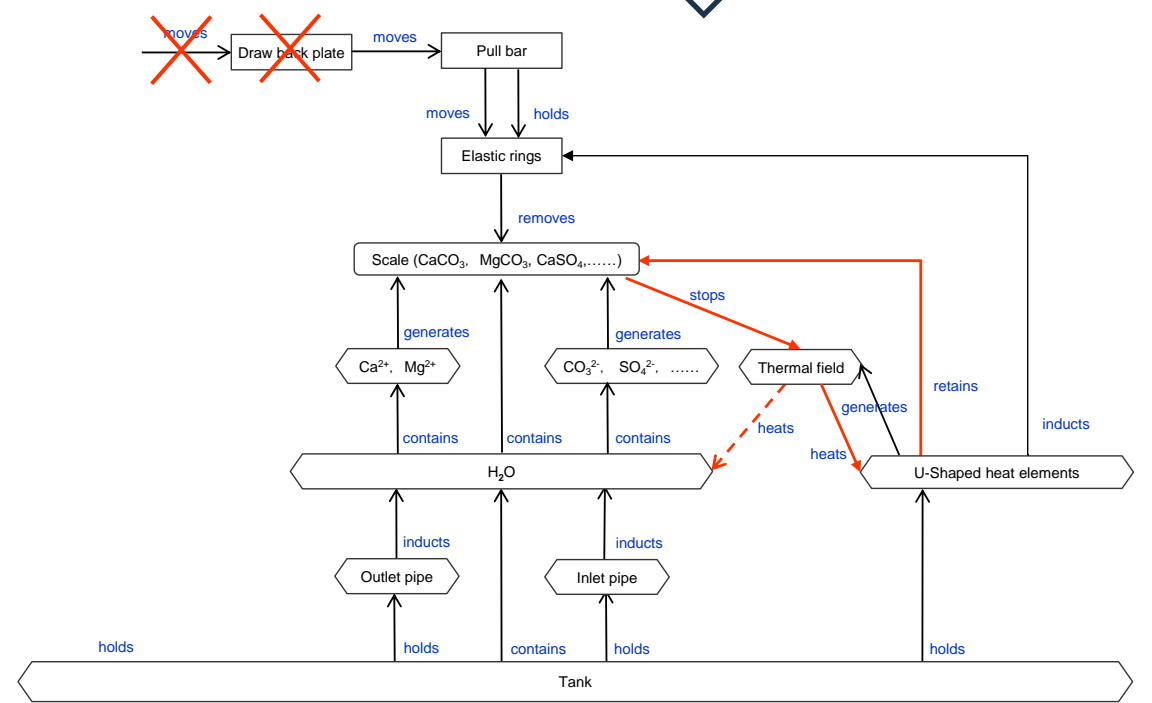 moves
Draw back plate
moves
Pull bar
moves
holds
Elastic rings
removes
Scale (CaCO₃, MgCO₃, CaSO₄,……)
stops
generates
generates
Ca²⁺, Mg²⁺
CO₃²⁻, SO₄²⁻, ……
Thermal field
retains
generates
inducts
heats
contains
contains
contains
heats
H₂O
U-Shaped heat elements
inducts
inducts
Outlet pipe
Inlet pipe
holds
holds
contains
holds
holds
Tank